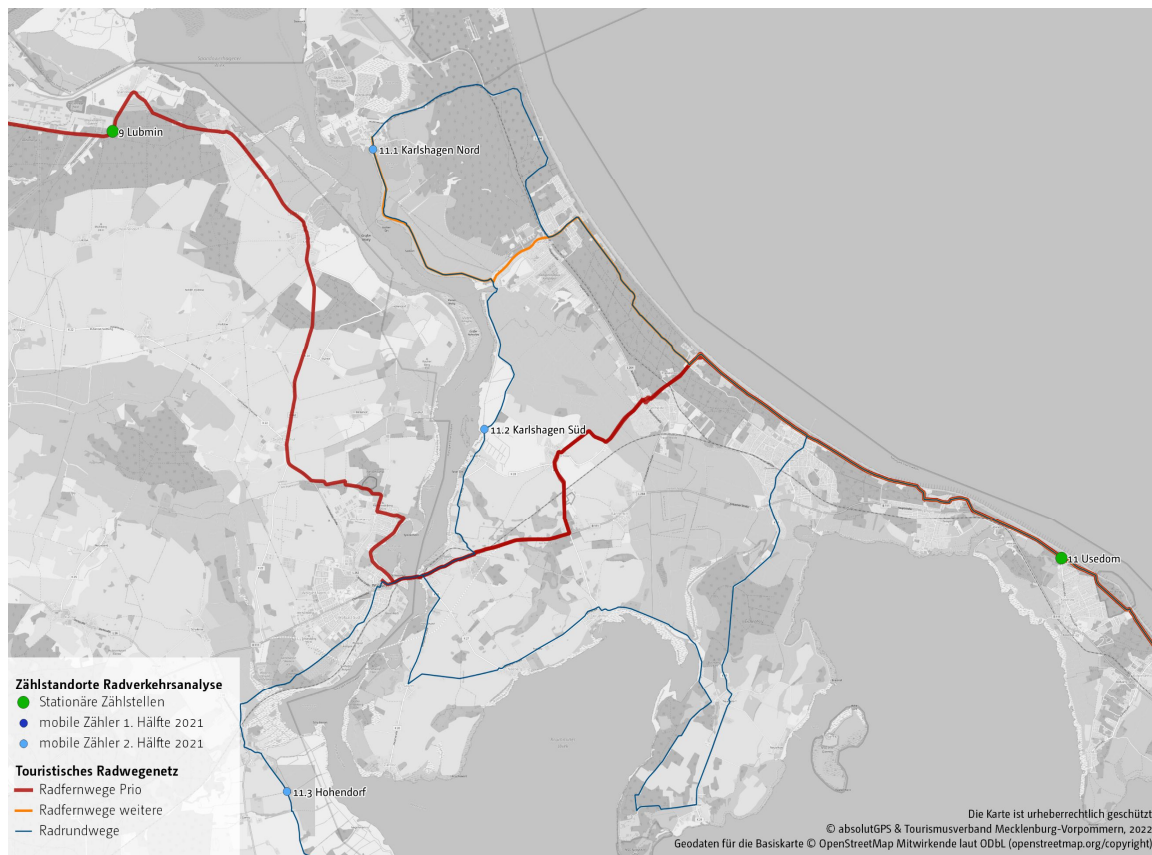 9 Lubmin
11.1 Karlshagen Nord
11.2 Karlshagen Süd
11 Usedom
11.3 Hohendorf
Zählstandorte Radverkehrsanalyse
Stationäre Zählstellen
mobile Zähler 1. Hälfte 2021
mobile Zähler 2. Hälfte 2021
Touristisches Radwegenetz
Radfernwege Prio
Radfernwege weitere
Radrundwege
Die Karte ist urheberrechtlich geschützt
© absolutGPS & Tourismusverband Mecklenburg-Vorpommern, 2022
Geodaten für die Basiskarte © OpenStreetMap Mitwirkende laut ODbL (openstreetmap.org/copyright)